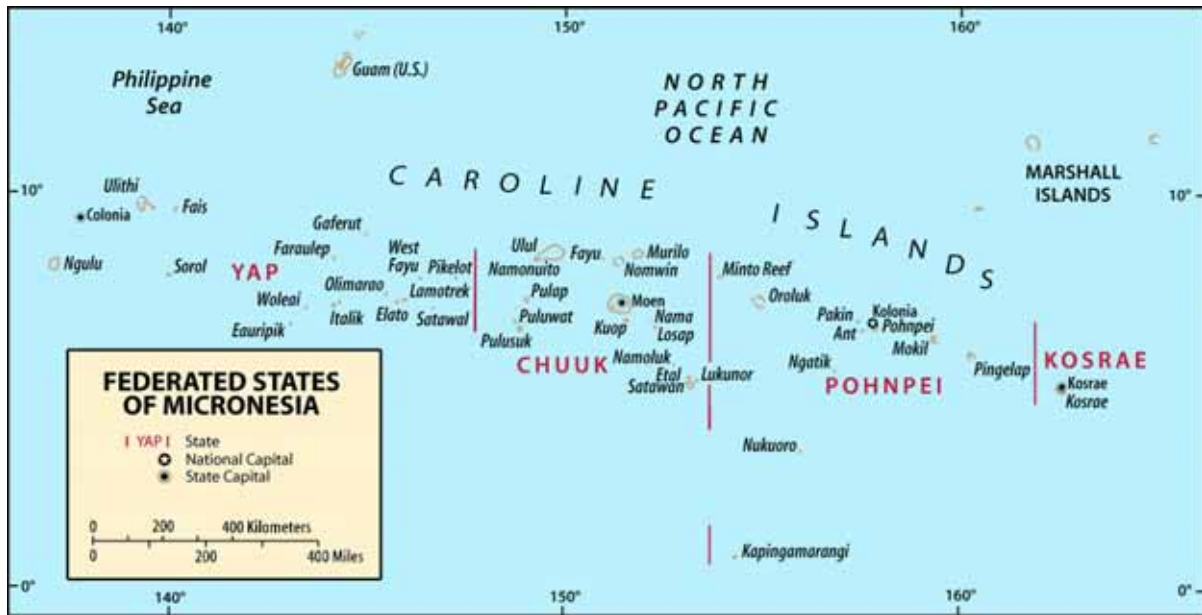 140°
150°
160°
Guam (U.S.)
Philippine
Sea
NORTH
PACIFIC
OCEAN
CAROLINE ISLANDS
MARSHALL
ISLANDS
10°
10°
Ulithi
Colonia
Fais
Ngulu
Sorol
YAP
Gaferut
Faraulep
West
Fayu
Pikelot
Olimarao
Lamotrek
Woleai
Italik
Elato
Satawal
Eauripik
Ulul
Fayu
Murilo
Namonuito
Nomwin
Pulap
Moen
Puluwat
Kuop
Nama
Losap
Pulusuk
CHUUK
Namoluk
Etal
Lukunor
Satawan
Minto Reef
Oroluk
Pakin
Kolonia
Pohnpei
Ant
Mokil
Ngatik
Pingelap
POHNPEI
KOSRAE
Kosrae
Kosrae
Nukuoro
Kapingamarangi
FEDERATED STATES
OF MICRONESIA
YAP State
National Capital
State Capital
0 200 400 Kilometers
0 200 400 Miles
0°
0°
140°
150°
160°